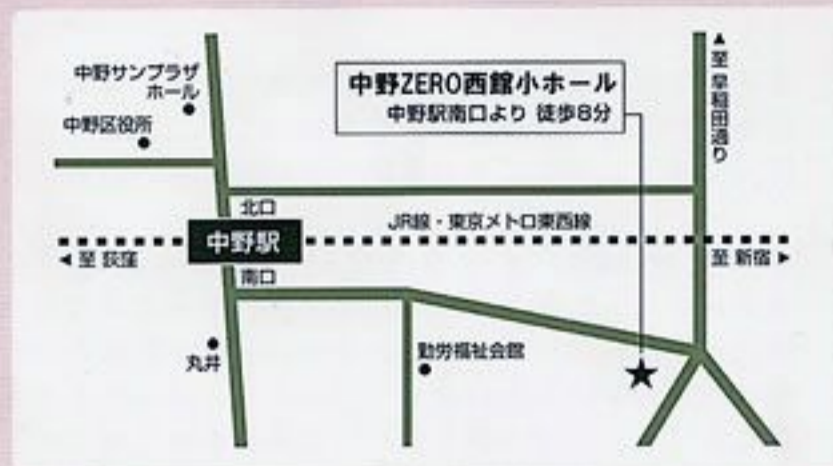 中野サンプラザ
ホール
中野区役所
中野ZERO西館小ホール
中野駅南口より 徒歩8分
▲至 早稲田通り
北口
JR線・東京メトロ東西線
中野駅
◀ 至 荻窪
至 新宿 ▶
南口
丸井
勤労福祉会館